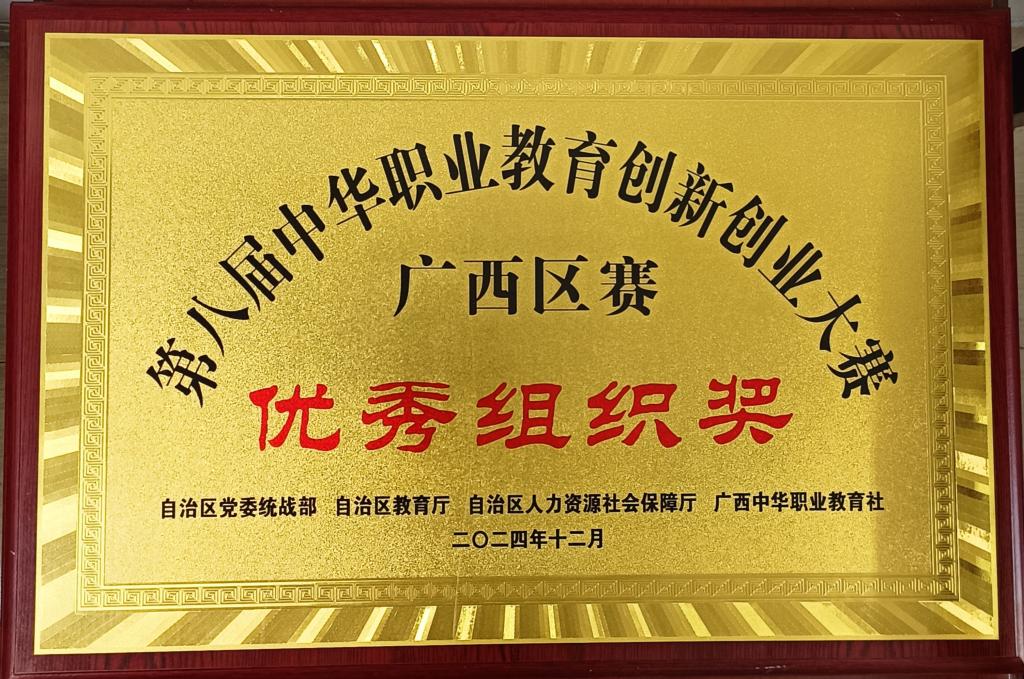 第八届中华职业教育创新创业大赛
广西区赛
优秀组织奖
自治区党委统战部 自治区教育厅 自治区人力资源社会保障厅 广西中华职业教育社
二〇二四年十二月